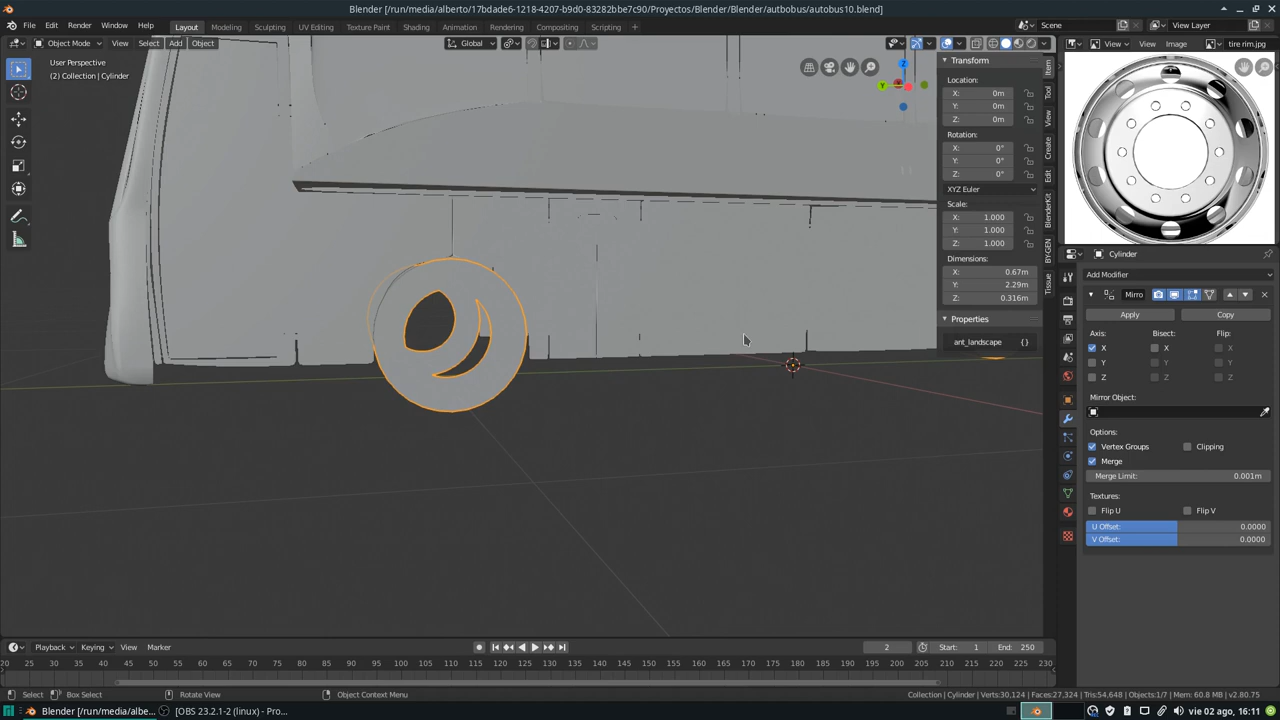 Blender [/run/media/alberto/17bdade6-1218-4207-b9d0-83282bbe7c90/Proyectos/Blender/Blender/autbobus/autobus10.blend]
File Edit Render Window Help Layout Modeling Sculpting UV Editing Texture Paint Shading Animation Rendering Compositing Scripting Scene View Layer
Object Mode View Select Add Object Global View View Image tire rim.jpg
User Perspective
(2) Collection | Cylinder
Z
Y
Transform
Location:
X: 0m
Y: 0m
Z: 0m
Rotation:
X: 0°
Y: 0°
Z: 0°
XYZ Euler
Scale:
X: 1.000
Y: 1.000
Z: 1.000
Dimensions:
X: 0.67m
Y: 2.29m
Z: 0.316m
Properties
ant_landscape {}
Item
Tool
View
Create
Edit
BlenderKit
BY-GEN
Tissue
Cylinder
Add Modifier
Mirro
Apply Copy
Axis: Bisect: Flip:
X X X
Y Y Y
Z Z Z
Mirror Object:
Options:
Vertex Groups Clipping
Merge
Merge Limit: 0.001m
Textures:
Flip U Flip V
U Offset: 0.0000
V Offset: 0.0000
Playback Keying View Marker 2 Start: 1 End: 250
20 25 30 35 40 45 50 55 60 65 70 75 80 85 90 95 100 105 110 115 120 125 130 135 140 145 150 155 160 165 170 175 180 185 190 195 200 205 210 215 220 225 230
Select Box Select Rotate View Object Context Menu Collection | Cylinder | Verts:30,124 | Faces:27,324 | Tris:54,648 | Objects:1/7 | Mem: 60.8 MB | v2.80.75
Blender [/run/media/albe... [OBS 23.2.1-2 (linux) - Pro... vie 02 ago, 16:11